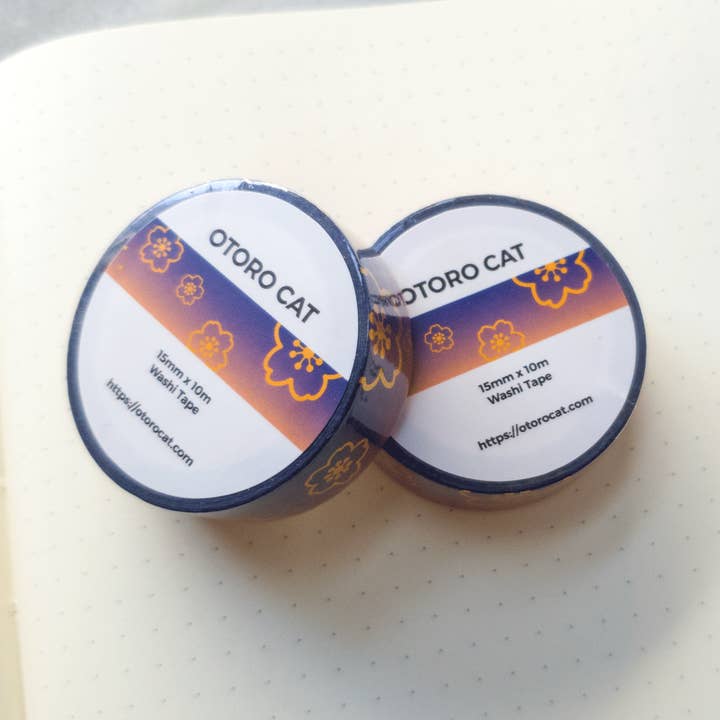 OTORO CAT
15mm x 10m
Washi Tape
https://otorocat.com
OTORO CAT
15mm x 10m
Washi Tape
https://otorocat.com